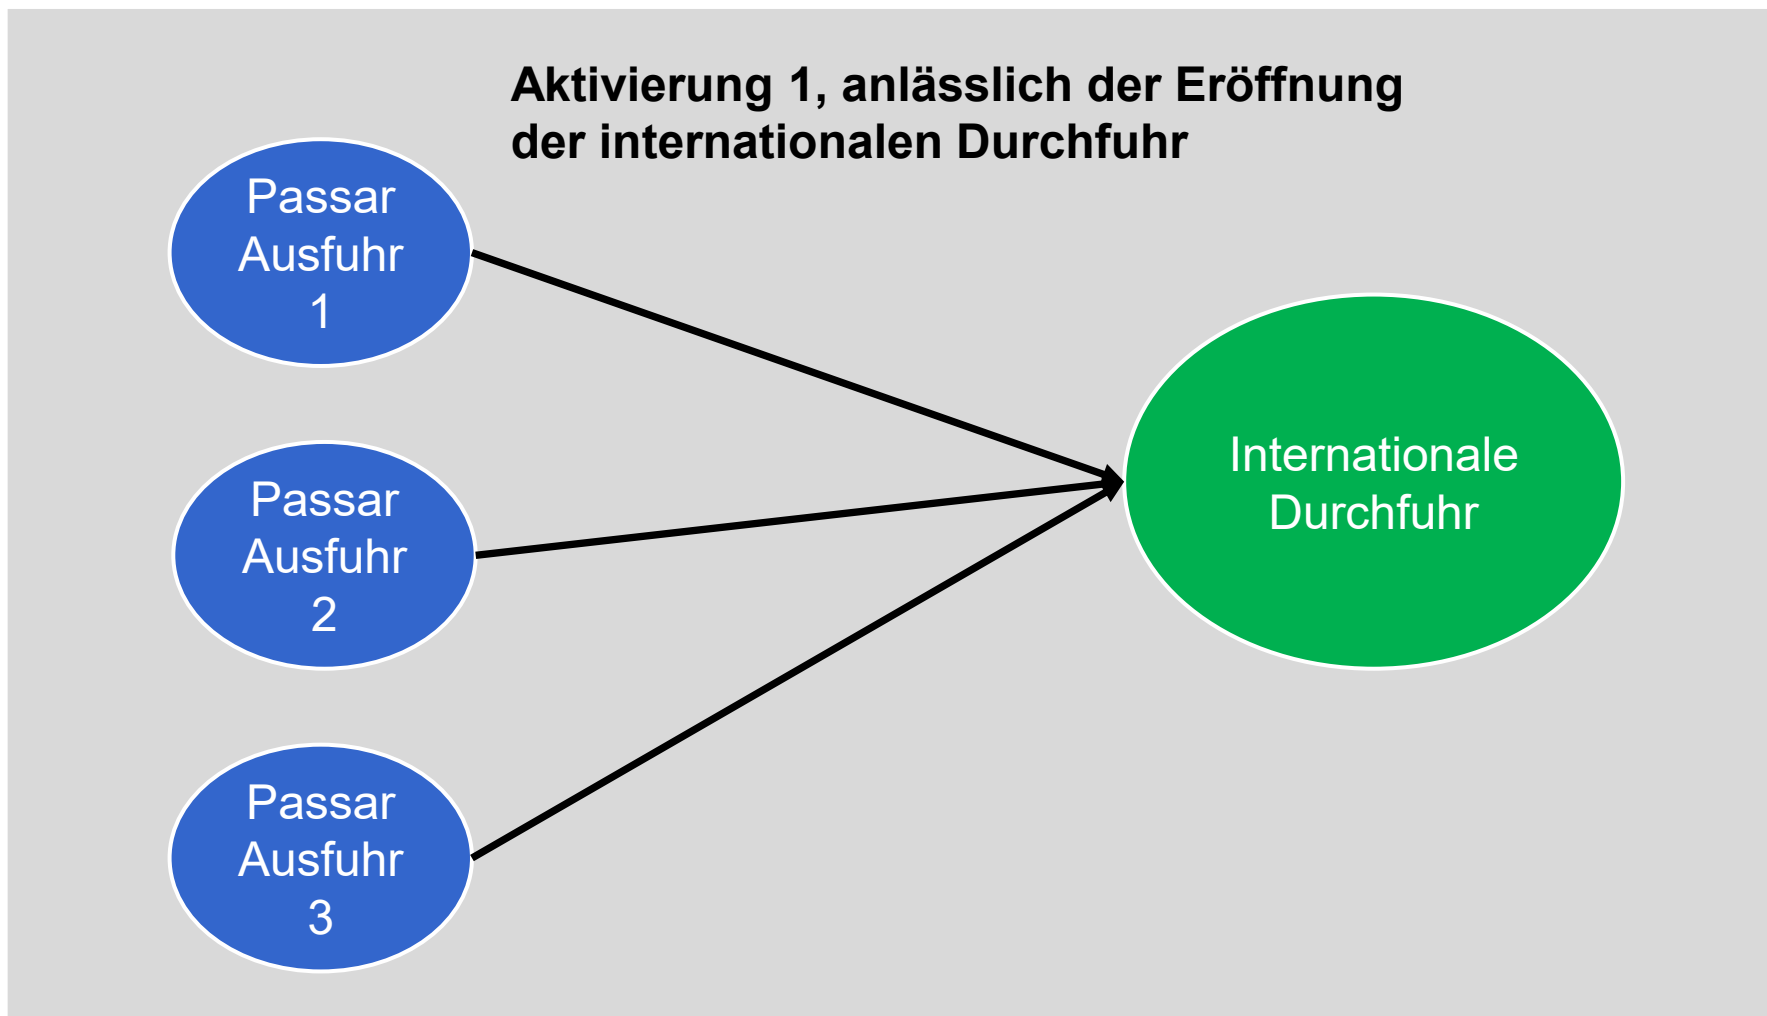 Aktivierung 1, anlässlich der Eröffnung
der internationalen Durchfuhr
Passar
Ausfuhr
1
Passar
Ausfuhr
2
Passar
Ausfuhr
3
Internationale
Durchfuhr